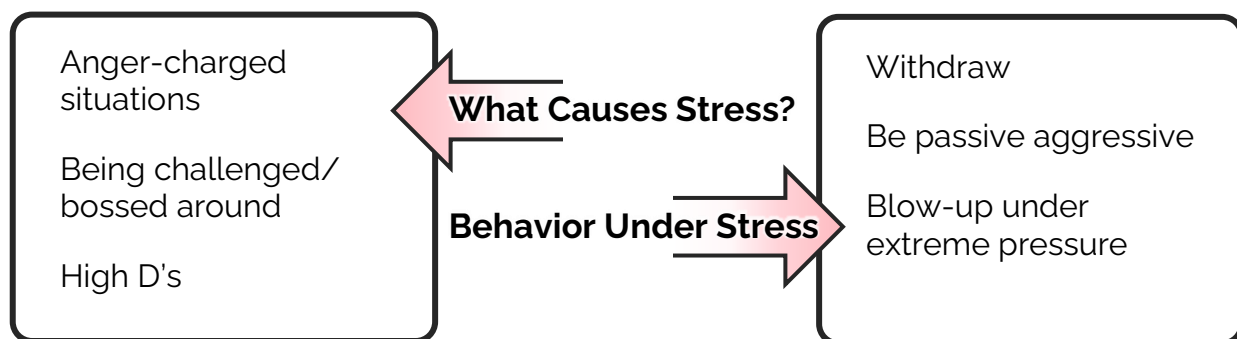 Anger-charged
situations
Being challenged/
bossed around
High D's
What Causes Stress?
Behavior Under Stress
Withdraw
Be passive aggressive
Blow-up under
extreme pressure